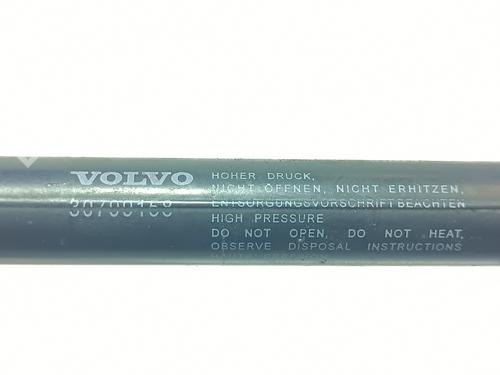 VOLVO
HOHER DRUCK,
NICHT ÖFFNEN, NICHT ERHITZEN,
ENTSORGUNGSVORSCHRIFT BEACHTEN
HIGH PRESSURE
DO NOT OPEN, DO NOT HEAT,
OBSERVE DISPOSAL INSTRUCTIONS